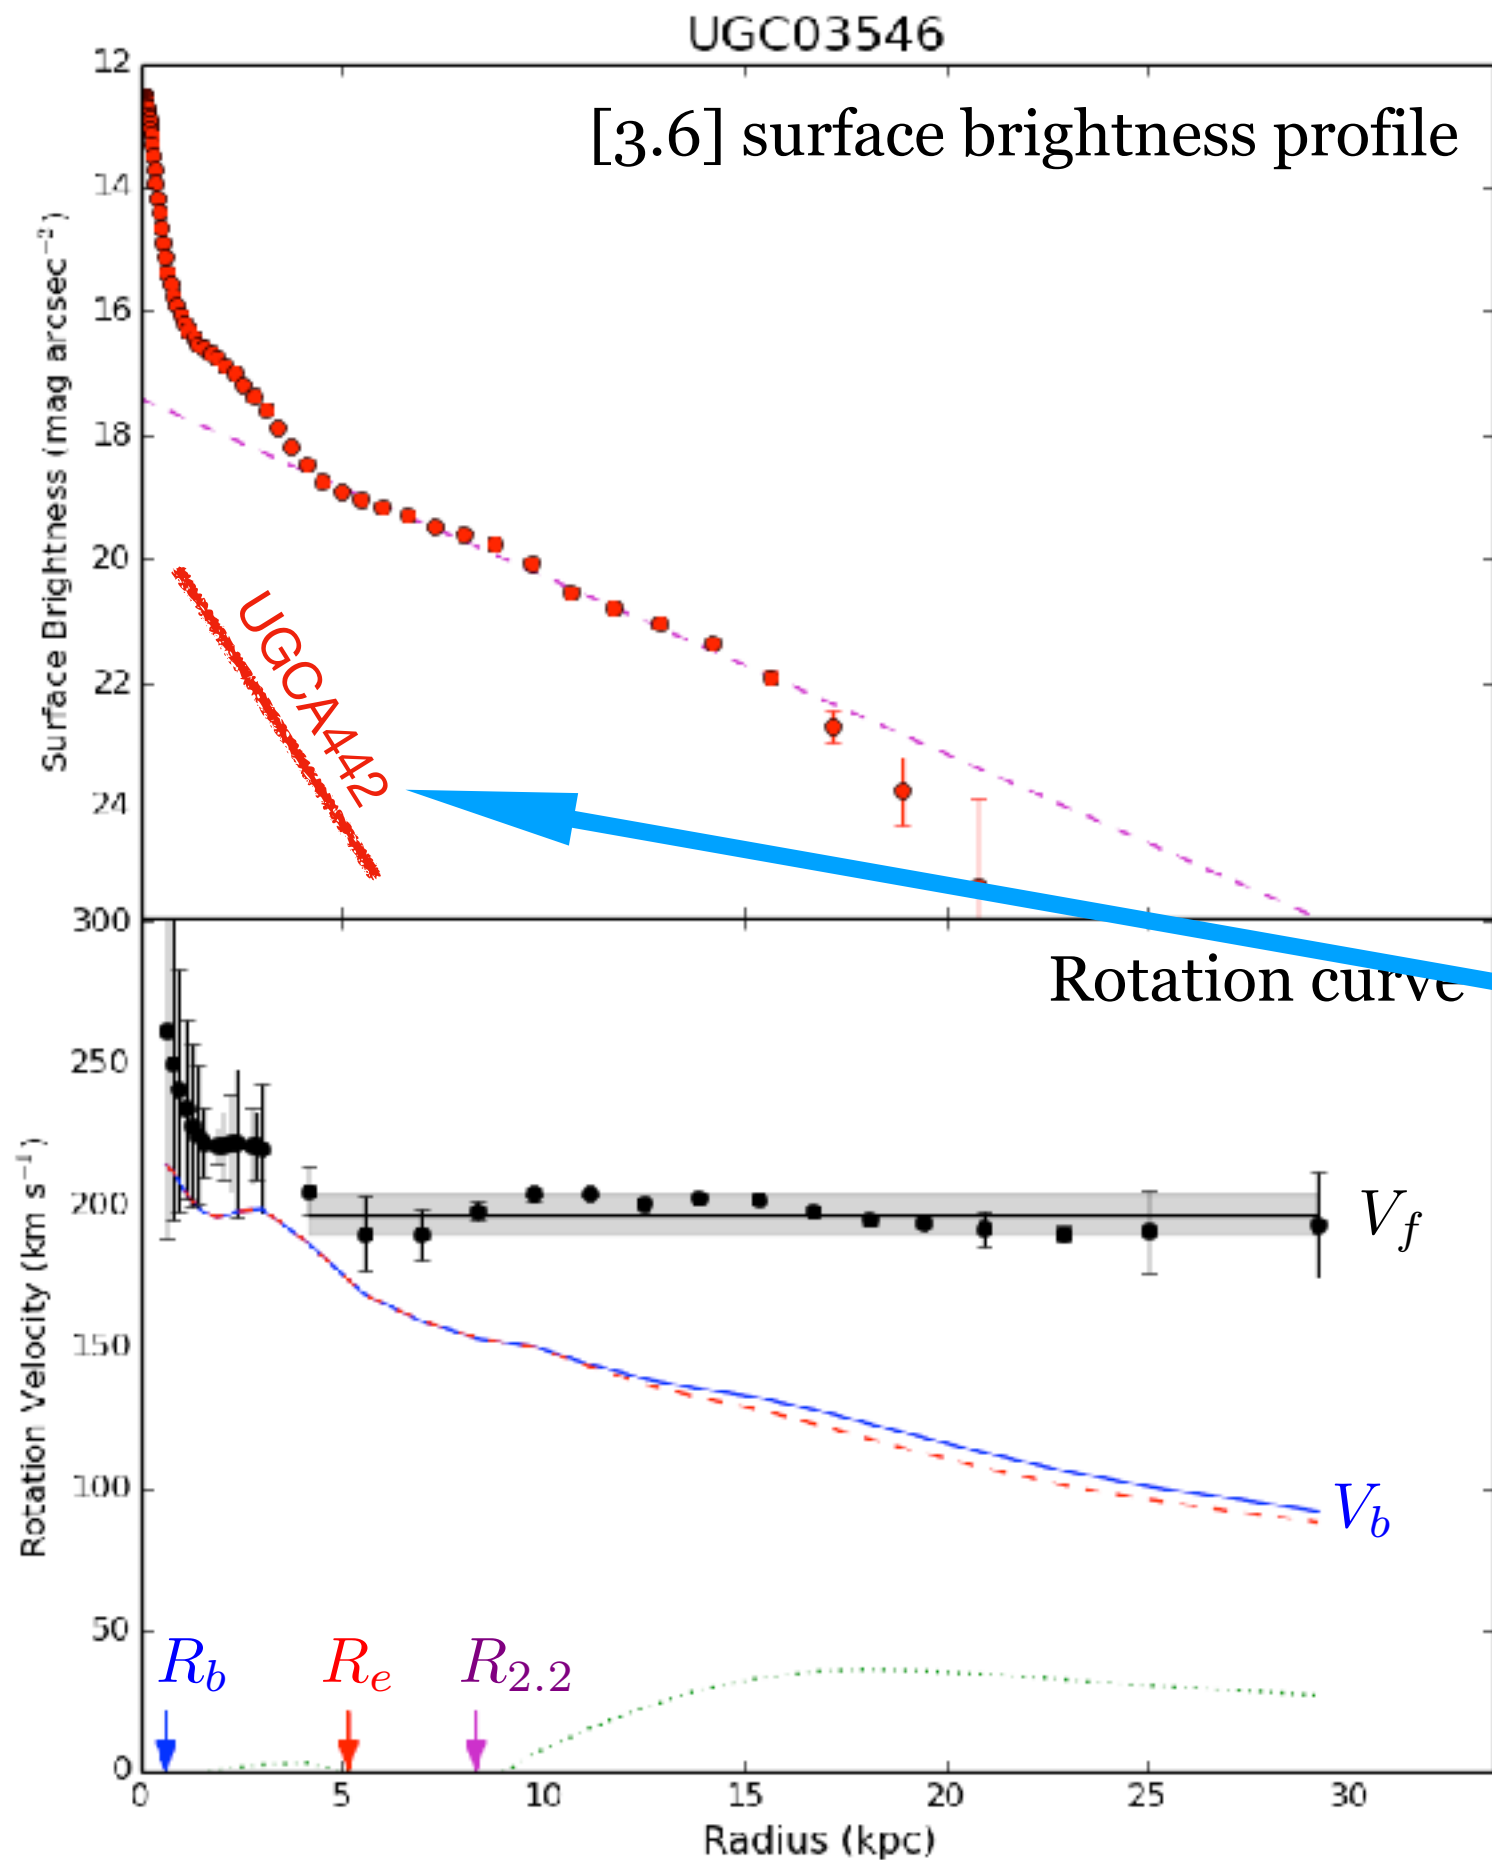 UGC03546
[3.6] surface brightness profile
12
14
16
18
20
22
24
Surface Brightness (mag arcsec⁻²)
UGCA442
Rotation curve
300
250
200
150
100
50
0
Rotation Velocity (km s⁻¹)
V_f
V_b
R_b R_e R_2.2
0 5 10 15 20 25 30
Radius (kpc)